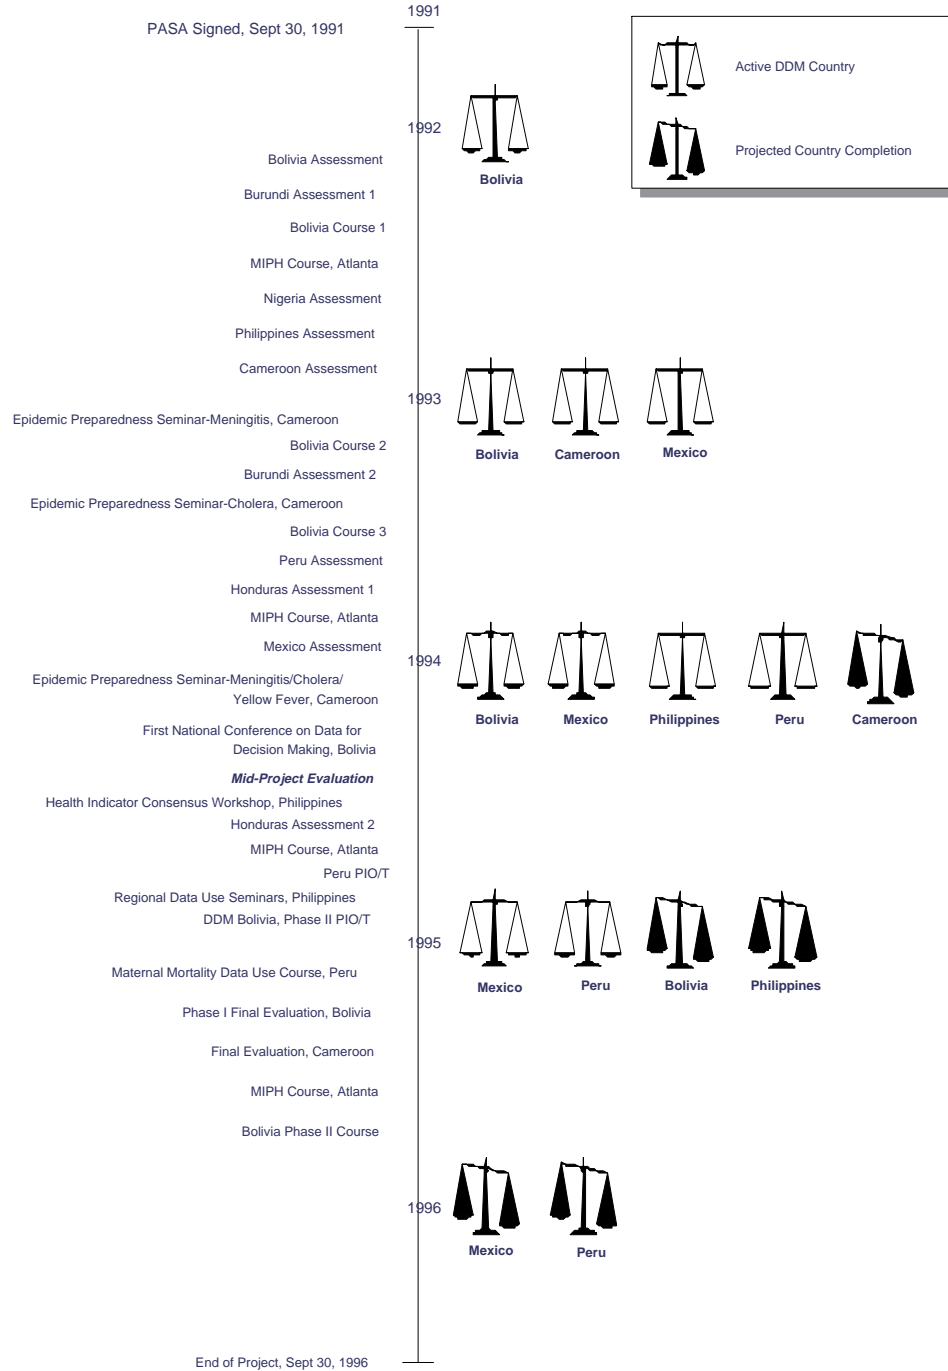 1991
PASA Signed, Sept 30, 1991
Active DDM Country
Projected Country Completion
1992
Bolivia
Bolivia Assessment
Burundi Assessment 1
Bolivia Course 1
MIPH Course, Atlanta
Nigeria Assessment
Philippines Assessment
Cameroon Assessment
1993
Bolivia
Cameroon
Mexico
Epidemic Preparedness Seminar-Meningitis, Cameroon
Bolivia Course 2
Burundi Assessment 2
Epidemic Preparedness Seminar-Cholera, Cameroon
Bolivia Course 3
Peru Assessment
Honduras Assessment 1
MIPH Course, Atlanta
Mexico Assessment
1994
Bolivia
Mexico
Philippines
Peru
Cameroon
Epidemic Preparedness Seminar-Meningitis/Cholera/
Yellow Fever, Cameroon
First National Conference on Data for
Decision Making, Bolivia
Mid-Project Evaluation
Health Indicator Consensus Workshop, Philippines
Honduras Assessment 2
MIPH Course, Atlanta
Peru PIO/T
Regional Data Use Seminars, Philippines
DDM Bolivia, Phase II PIO/T
1995
Mexico
Peru
Bolivia
Philippines
Maternal Mortality Data Use Course, Peru
Phase I Final Evaluation, Bolivia
Final Evaluation, Cameroon
MIPH Course, Atlanta
Bolivia Phase II Course
1996
Mexico
Peru
End of Project, Sept 30, 1996